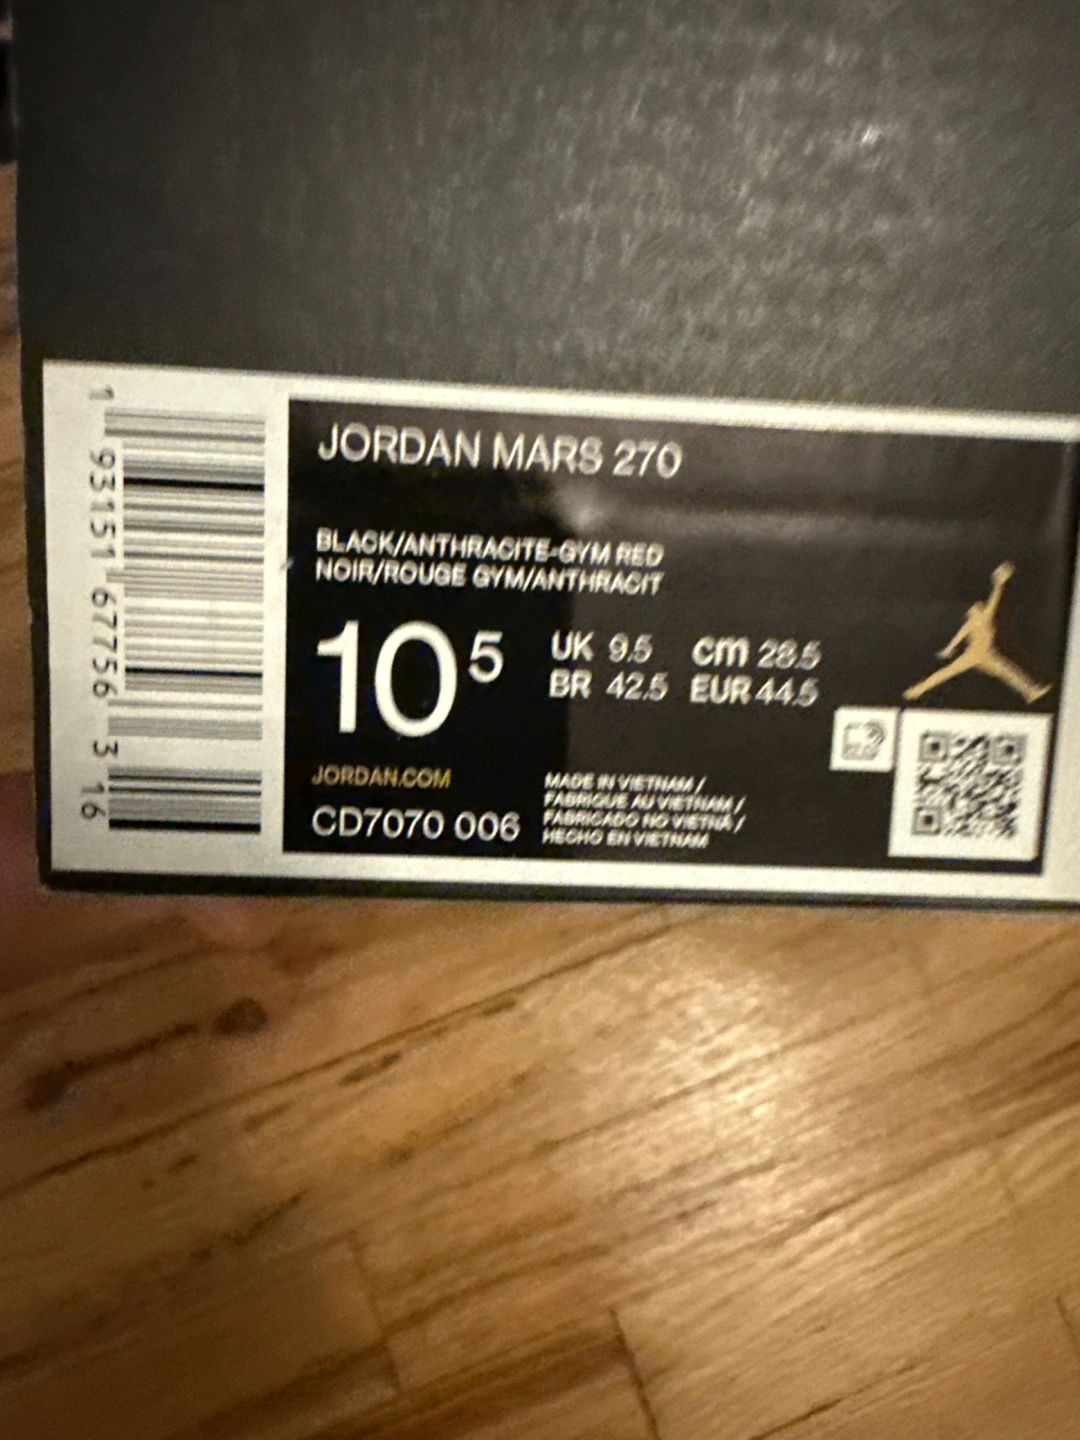 JORDAN MARS 270
BLACK/ANTHRACITE-GYM RED
NOIR/ROUGE GYM/ANTHRACIT
10 5
UK 9.5 cm 28.5
BR 42.5 EUR 44.5
JORDAN.COM
CD7070 006
MADE IN VIETNAM /
FABRIQUE AU VIETNAM /
FABRICADO NO VIETNÃ /
HECHO EN VIETNAM
1 93151 67756 3 16